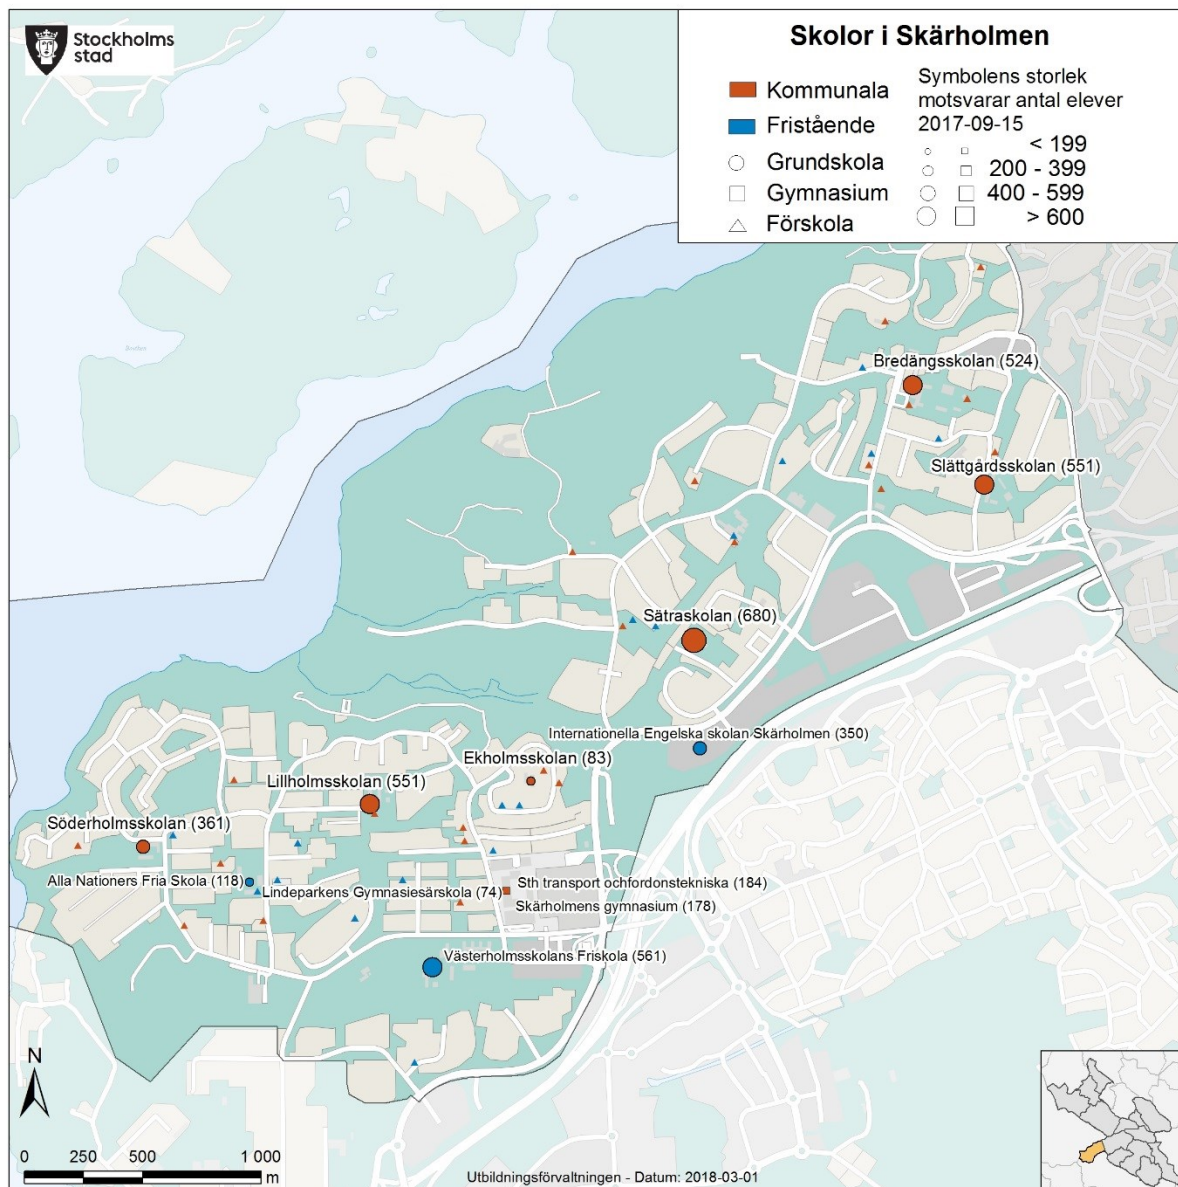 Stockholms
stad
Skolor i Skärholmen
Kommunala
Fristående
Grundskola
Gymnasium
Förskola
Symbolens storlek
motsvarar antal elever
2017-09-15
< 199
200 - 399
400 - 599
> 600
Bredängsskolan (524)
Slättgårdsskolan (551)
Sätraskolan (680)
Internationella Engelska skolan Skärholmen (350)
Ekholmsskolan (83)
Lillholmsskolan (551)
Söderholmsskolan (361)
Alla Nationers Fria Skola (118)
Lindeparkens Gymnasiesärskola (74)
Sth transport ochfordonstekniska (184)
Skärholmens gymnasium (178)
Västerholmsskolans Friskola (561)
N
0 250 500 1 000
m
Utbildningsförvaltningen - Datum: 2018-03-01